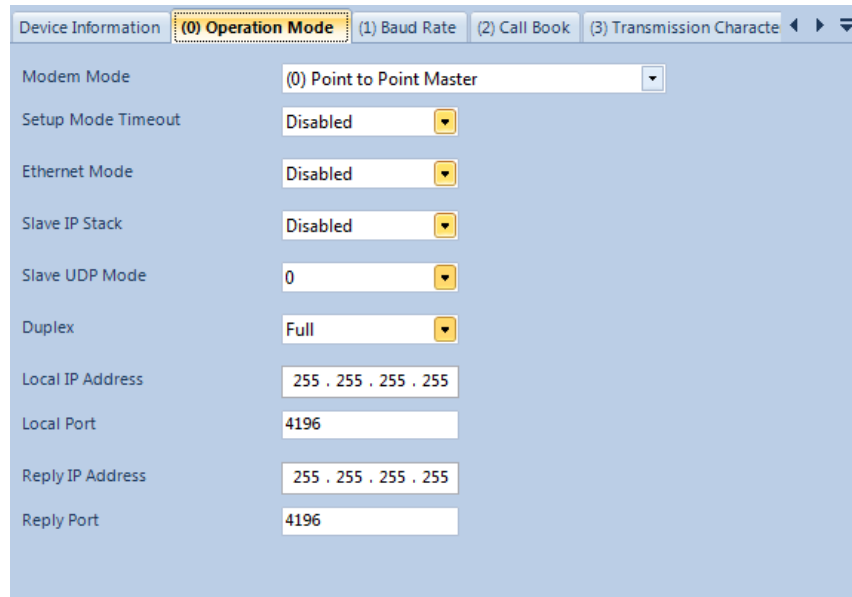 Device Information (0) Operation Mode (1) Baud Rate (2) Call Book (3) Transmission Characte
Modem Mode (0) Point to Point Master
Setup Mode Timeout Disabled
Ethernet Mode Disabled
Slave IP Stack Disabled
Slave UDP Mode 0
Duplex Full
Local IP Address 255 . 255 . 255 . 255
Local Port 4196
Reply IP Address 255 . 255 . 255 . 255
Reply Port 4196